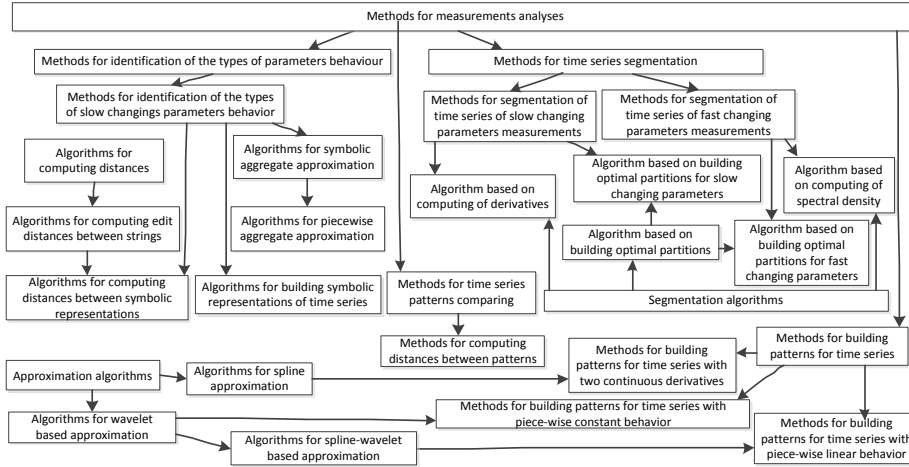 Methods for measurements analyses
Methods for identification of the types of parameters behaviour
Methods for time series segmentation
Methods for identification of the types
of slow changings parameters behavior
Methods for segmentation of
time series of slow changing
parameters measurements
Methods for segmentation of
time series of fast changing
parameters measurements
Algorithms for
computing distances
Algorithms for symbolic
aggregate approximation
Algorithm based on building
optimal partitions for slow
changing parameters
Algorithm based
on computing of
spectral density
Algorithm based on
computing of derivatives
Algorithms for computing edit
distances between strings
Algorithms for piecewise
aggregate approximation
Algorithm based on
building optimal partitions
Algorithm based on
building optimal
partitions for fast
changing parameters
Algorithms for computing
distances between symbolic
representations
Algorithms for building symbolic
representations of time series
Methods for time series
patterns comparing
Segmentation algorithms
Methods for computing
distances between patterns
Methods for building
patterns for time series
Methods for building
patterns for time series with
two continuous derivatives
Approximation algorithms
Algorithms for spline
approximation
Methods for building patterns for time series with
piece-wise constant behavior
Algorithms for wavelet
based approximation
Methods for building
patterns for time series with
piece-wise linear behavior
Algorithms for spline-wavelet
based approximation